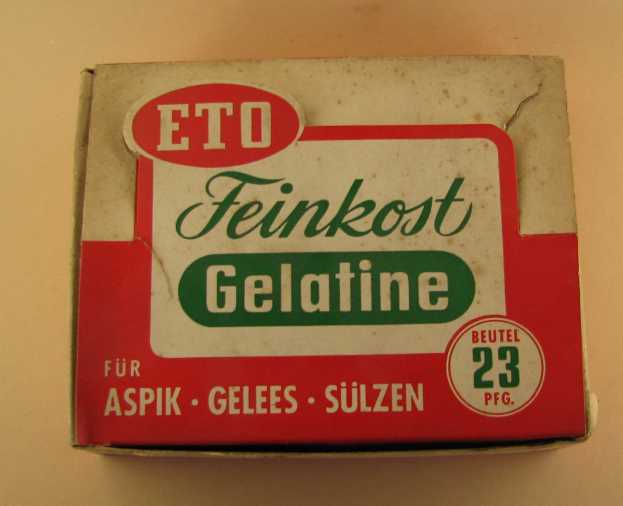 ETO
Feinkost
Gelatine
FÜR
ASPIK · GELEES · SÜLZEN
BEUTEL
23
PFG.